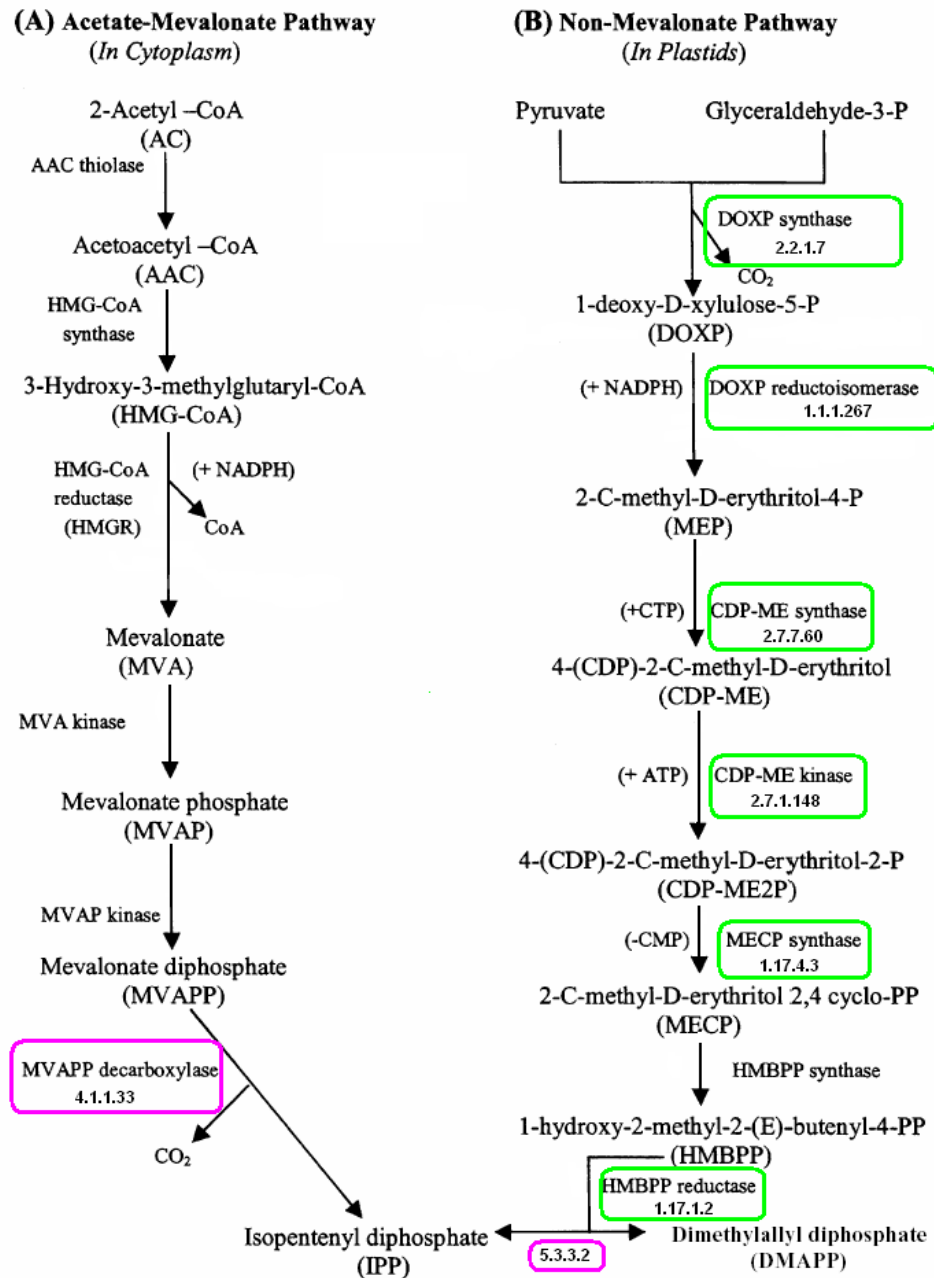 (A) Acetate-Mevalonate Pathway
(In Cytoplasm)
2-Acetyl –CoA
(AC)
AAC thiolase
Acetoacetyl –CoA
(AAC)
HMG-CoA
synthase
3-Hydroxy-3-methylglutaryl-CoA
(HMG-CoA)
HMG-CoA
reductase
(HMGR)
(+ NADPH)
CoA
Mevalonate
(MVA)
MVA kinase
Mevalonate phosphate
(MVAP)
MVAP kinase
Mevalonate diphosphate
(MVAPP)
MVAPP decarboxylase
4.1.1.33
CO₂
Isopentenyl diphosphate
(IPP)
(B) Non-Mevalonate Pathway
(In Plastids)
Pyruvate
Glyceraldehyde-3-P
DOXP synthase
2.2.1.7
CO₂
1-deoxy-D-xylulose-5-P
(DOXP)
(+ NADPH)
DOXP reductoisomerase
1.1.1.267
2-C-methyl-D-erythritol-4-P
(MEP)
(+CTP)
CDP-ME synthase
2.7.7.60
4-(CDP)-2-C-methyl-D-erythritol
(CDP-ME)
(+ ATP)
CDP-ME kinase
2.7.1.148
4-(CDP)-2-C-methyl-D-erythritol-2-P
(CDP-ME2P)
(-CMP)
MECP synthase
1.17.4.3
2-C-methyl-D-erythritol 2,4 cyclo-PP
(MECP)
HMBPP synthase
1-hydroxy-2-methyl-2-(E)-butenyl-4-PP
(HMBPP)
HMBPP reductase
1.17.1.2
5.3.3.2
Dimethylallyl diphosphate
(DMAPP)